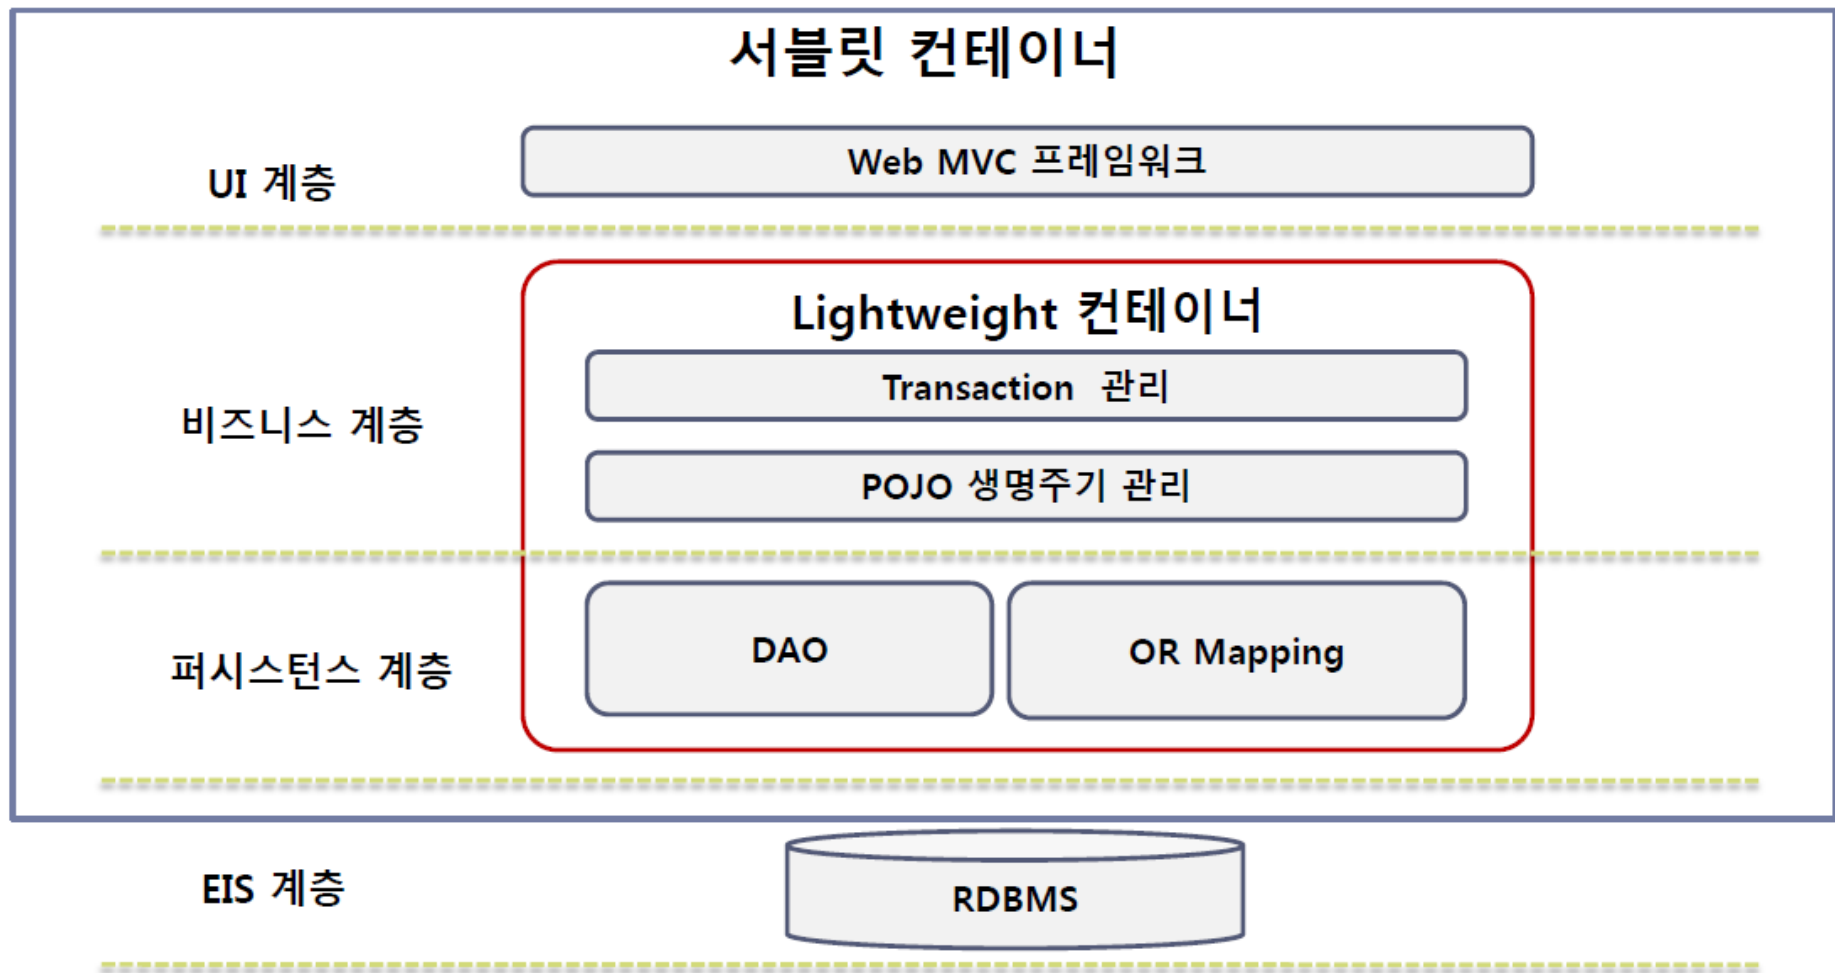 서블릿 컨테이너
UI 계층
Web MVC 프레임워크
Lightweight 컨테이너
Transaction 관리
비즈니스 계층
POJO 생명주기 관리
퍼시스턴스 계층
DAO
OR Mapping
EIS 계층
RDBMS